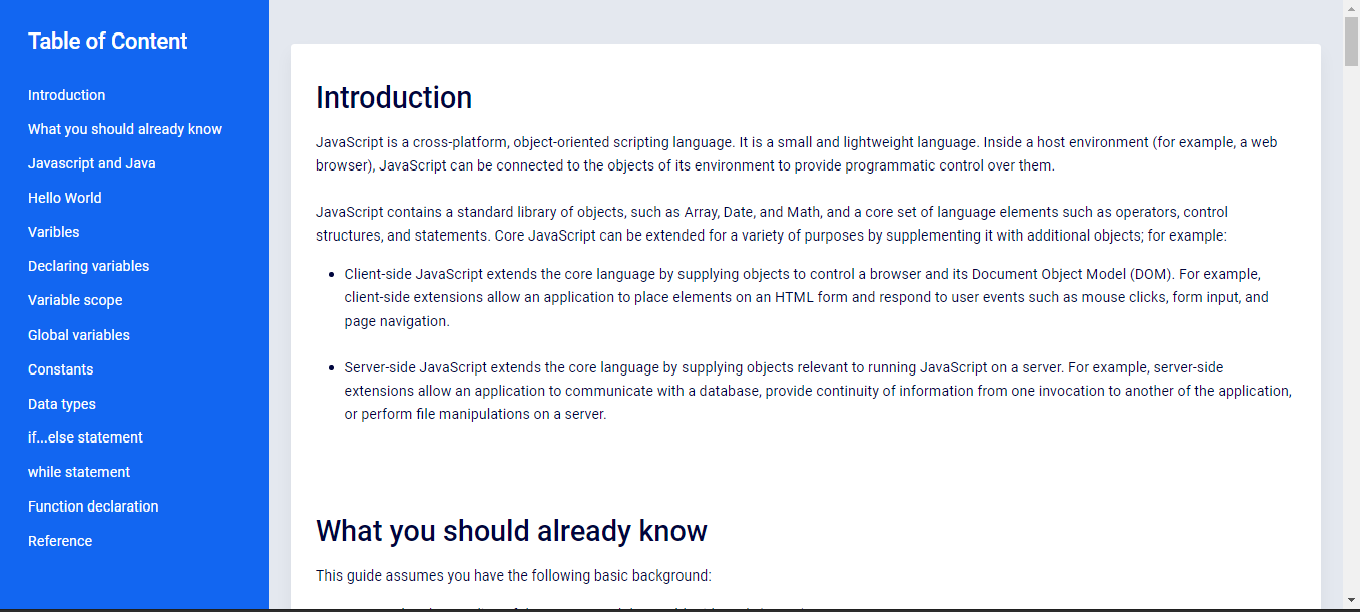 Table of Content
Introduction
What you should already know
Javascript and Java
Hello World
Varibles
Declaring variables
Variable scope
Global variables
Constants
Data types
if...else statement
while statement
Function declaration
Reference
Introduction
JavaScript is a cross-platform, object-oriented scripting language. It is a small and lightweight language. Inside a host environment (for example, a web
browser), JavaScript can be connected to the objects of its environment to provide programmatic control over them.
JavaScript contains a standard library of objects, such as Array, Date, and Math, and a core set of language elements such as operators, control
structures, and statements. Core JavaScript can be extended for a variety of purposes by supplementing it with additional objects; for example:
• Client-side JavaScript extends the core language by supplying objects to control a browser and its Document Object Model (DOM). For example,
client-side extensions allow an application to place elements on an HTML form and respond to user events such as mouse clicks, form input, and
page navigation.
• Server-side JavaScript extends the core language by supplying objects relevant to running JavaScript on a server. For example, server-side
extensions allow an application to communicate with a database, provide continuity of information from one invocation to another of the application,
or perform file manipulations on a server.
What you should already know
This guide assumes you have the following basic background: